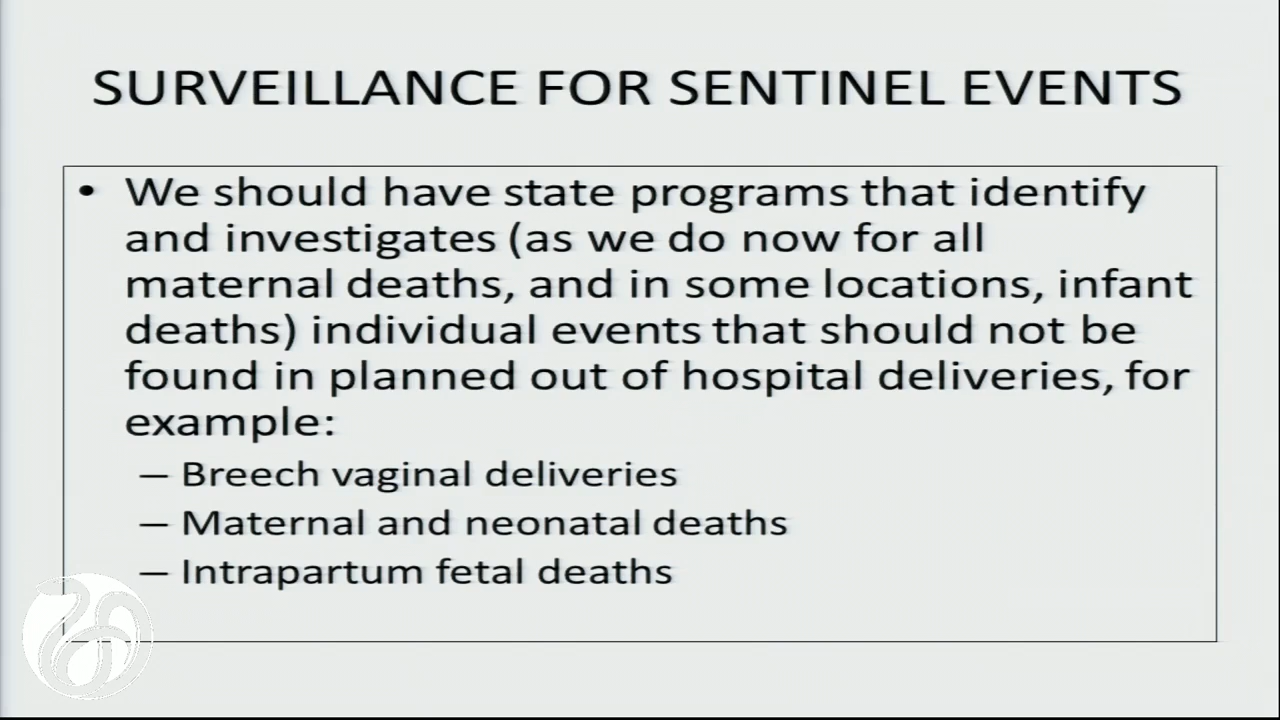 SURVEILLANCE FOR SENTINEL EVENTS
• We should have state programs that identify
and investigates (as we do now for all
maternal deaths, and in some locations, infant
deaths) individual events that should not be
found in planned out of hospital deliveries, for
example:
– Breech vaginal deliveries
– Maternal and neonatal deaths
– Intrapartum fetal deaths